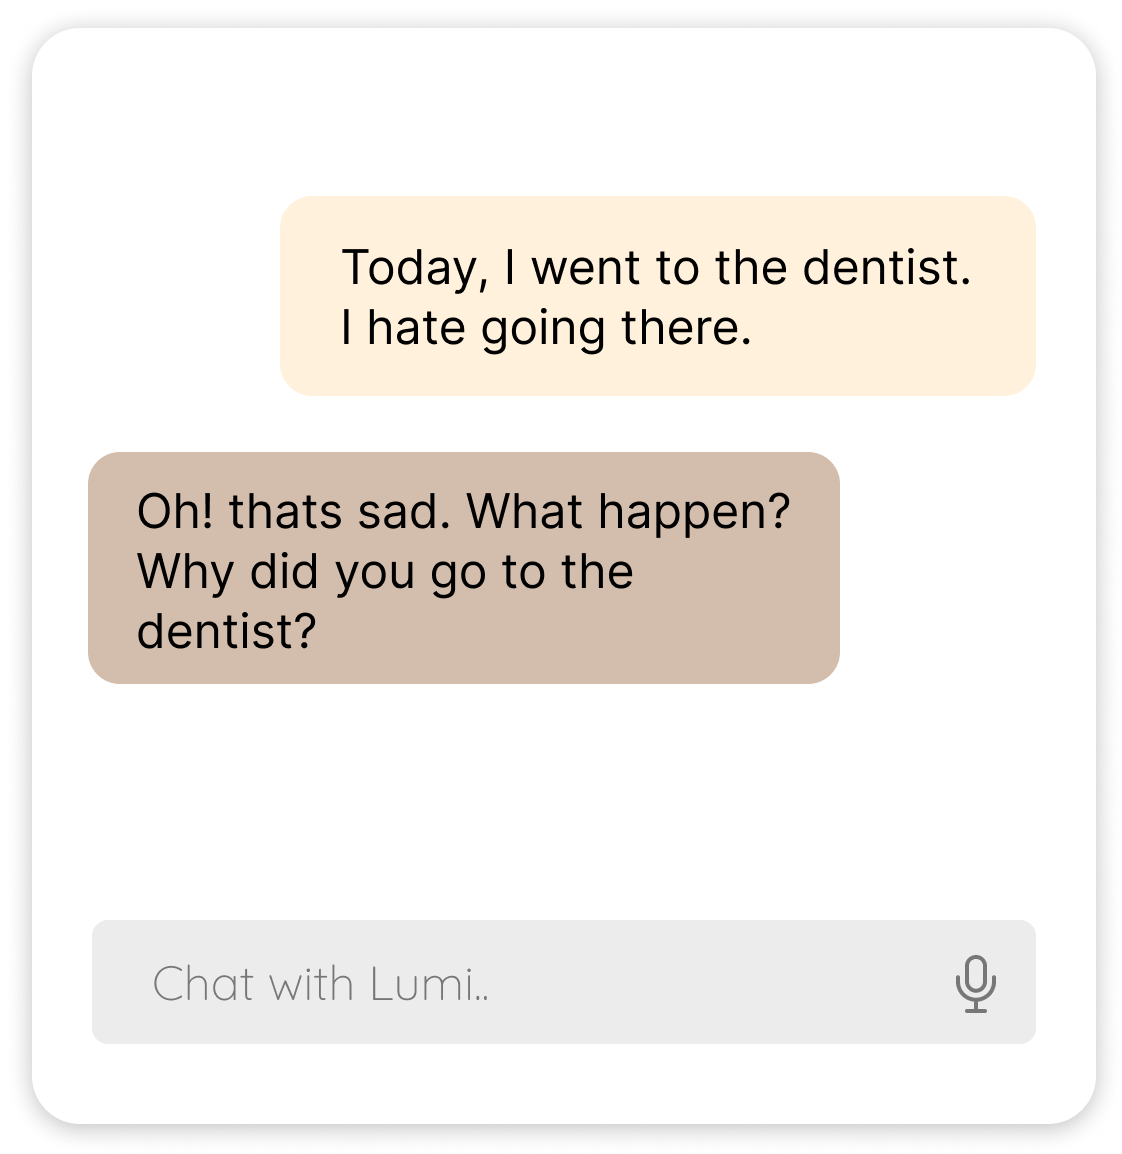 Today, I went to the dentist.
I hate going there.
Oh! thats sad. What happen?
Why did you go to the
dentist?
Chat with Lumi..